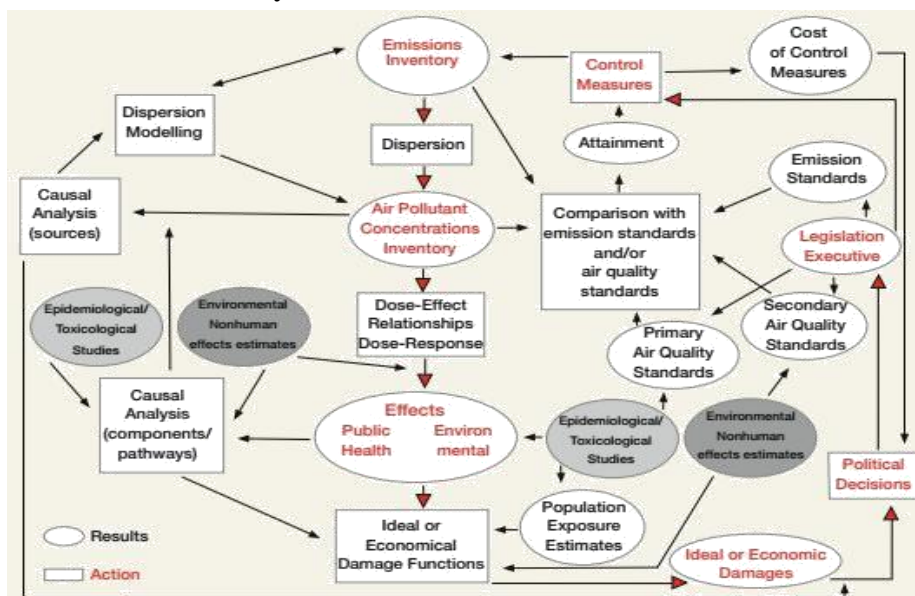 Emissions
Inventory
Control
Measures
Cost
of Control
Measures
Dispersion
Modelling
Dispersion
Attainment
Emission
Standards
Causal
Analysis
(sources)
Air Pollutant
Concentrations
Inventory
Comparison with
emission standards
and/or
air quality
standards
Legislation
Executive
Epidemiological/
Toxicological
Studies
Environmental
Nonhuman
effects estimates
Dose-Effect
Relationships
Dose-Response
Primary
Air Quality
Standards
Secondary
Air Quality
Standards
Causal
Analysis
(components/
pathways)
Effects
Public Environ
Health mental
Epidemiological/
Toxicological
Studies
Environmental
Nonhuman
effects estimates
Political
Decisions
Ideal or
Economical
Damage Functions
Population
Exposure
Estimates
Ideal or Economic
Damages
Results
Action